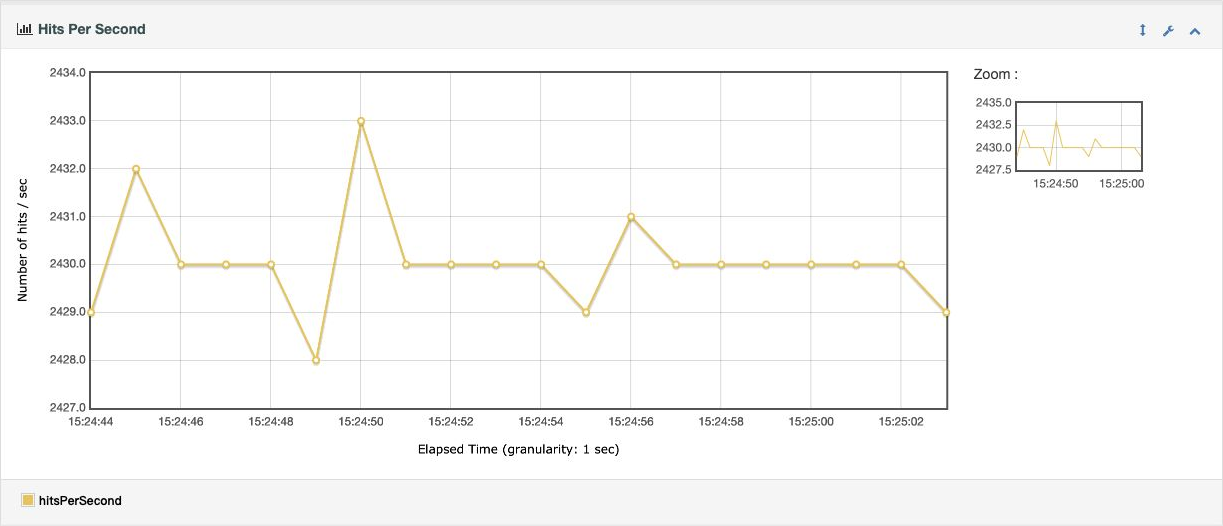 Hits Per Second
Zoom :
2434.0
2433.0
2432.0
2431.0
2430.0
2429.0
2428.0
2427.0
Number of hits / sec
15:24:44 15:24:46 15:24:48 15:24:50 15:24:52 15:24:54 15:24:56 15:24:58 15:25:00 15:25:02
Elapsed Time (granularity: 1 sec)
2435.0
2432.5
2430.0
2427.5
15:24:50 15:25:00
hitsPerSecond